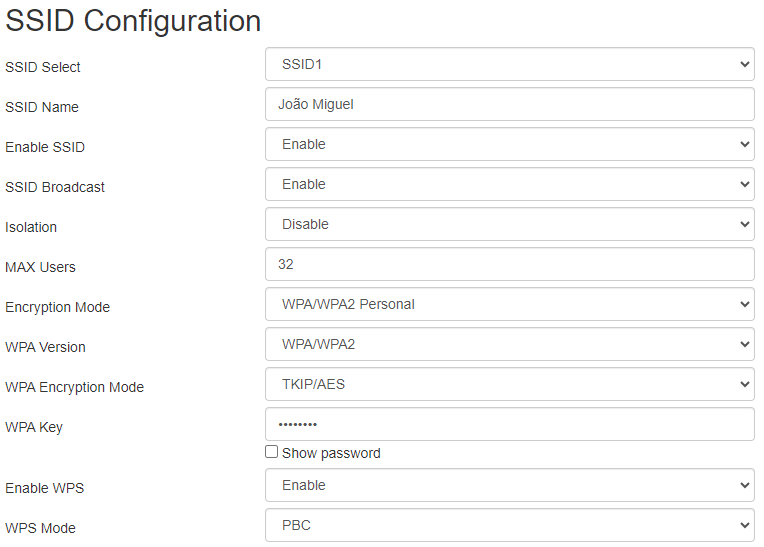 SSID Configuration
SSID Select SSID1
SSID Name João Miguel
Enable SSID Enable
SSID Broadcast Enable
Isolation Disable
MAX Users 32
Encryption Mode WPA/WPA2 Personal
WPA Version WPA/WPA2
WPA Encryption Mode TKIP/AES
WPA Key ••••••••
Show password
Enable WPS Enable
WPS Mode PBC